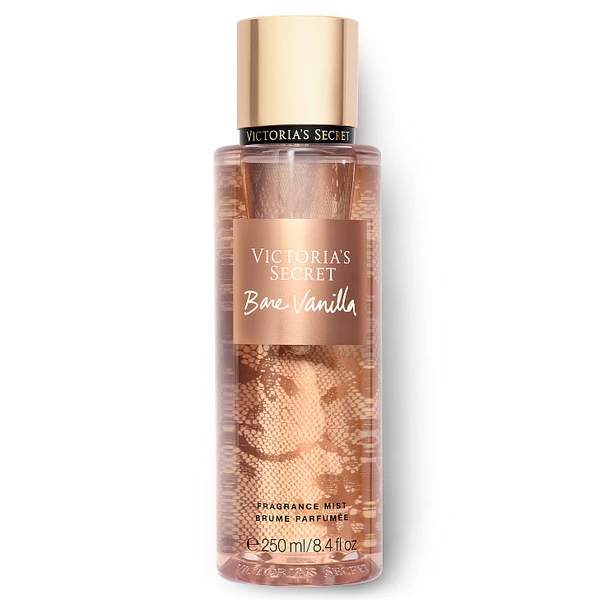 VICTORIA'S SECRET
VICTORIA'S
SECRET
Bare Vanilla
FRAGRANCE MIST
BRUME PARFUMÉE
℮250 ml/8.4 fl oz
VICTORIA'S SECRET